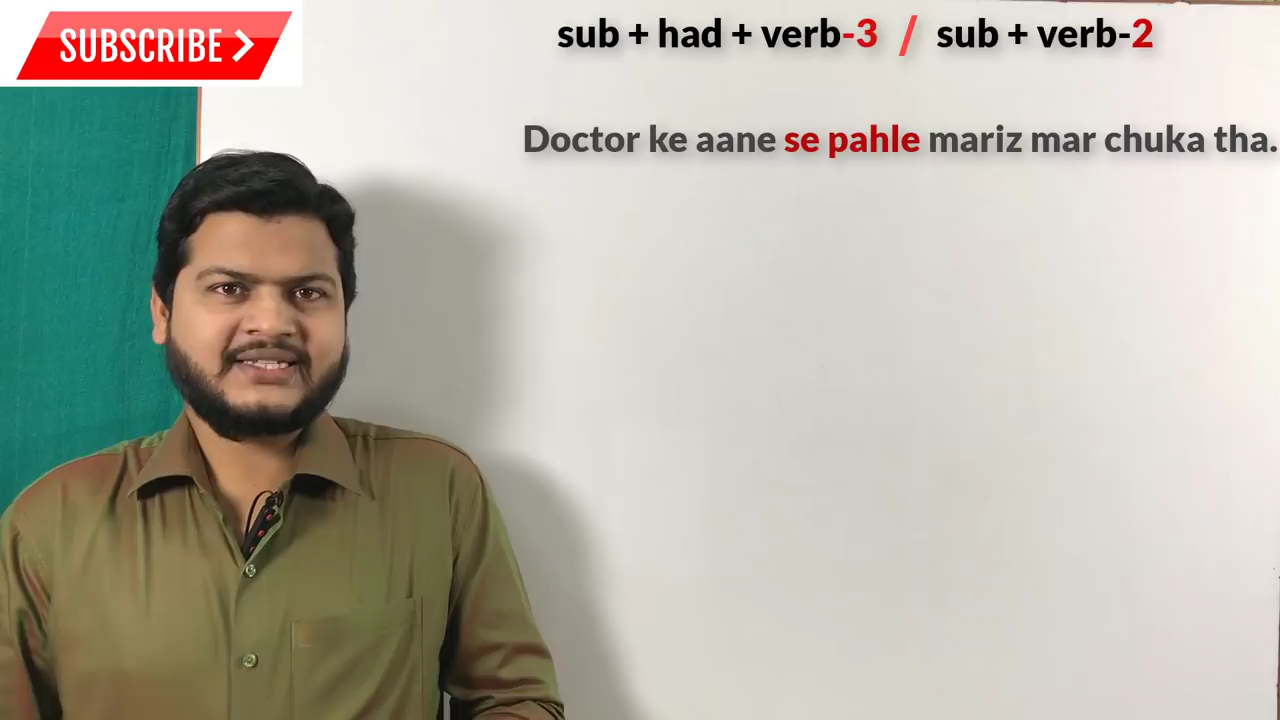 SUBSCRIBE
sub + had + verb-3 / sub + verb-2
Doctor ke aane se pahle mariz mar chuka tha.